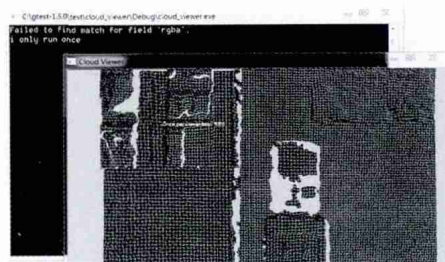 C:\gtest-1.5.0\test\cloud_viewer\Debug\cloud_viewer.exe
Failed to find match for field 'rgba'.
i only run once
Cloud Viewer